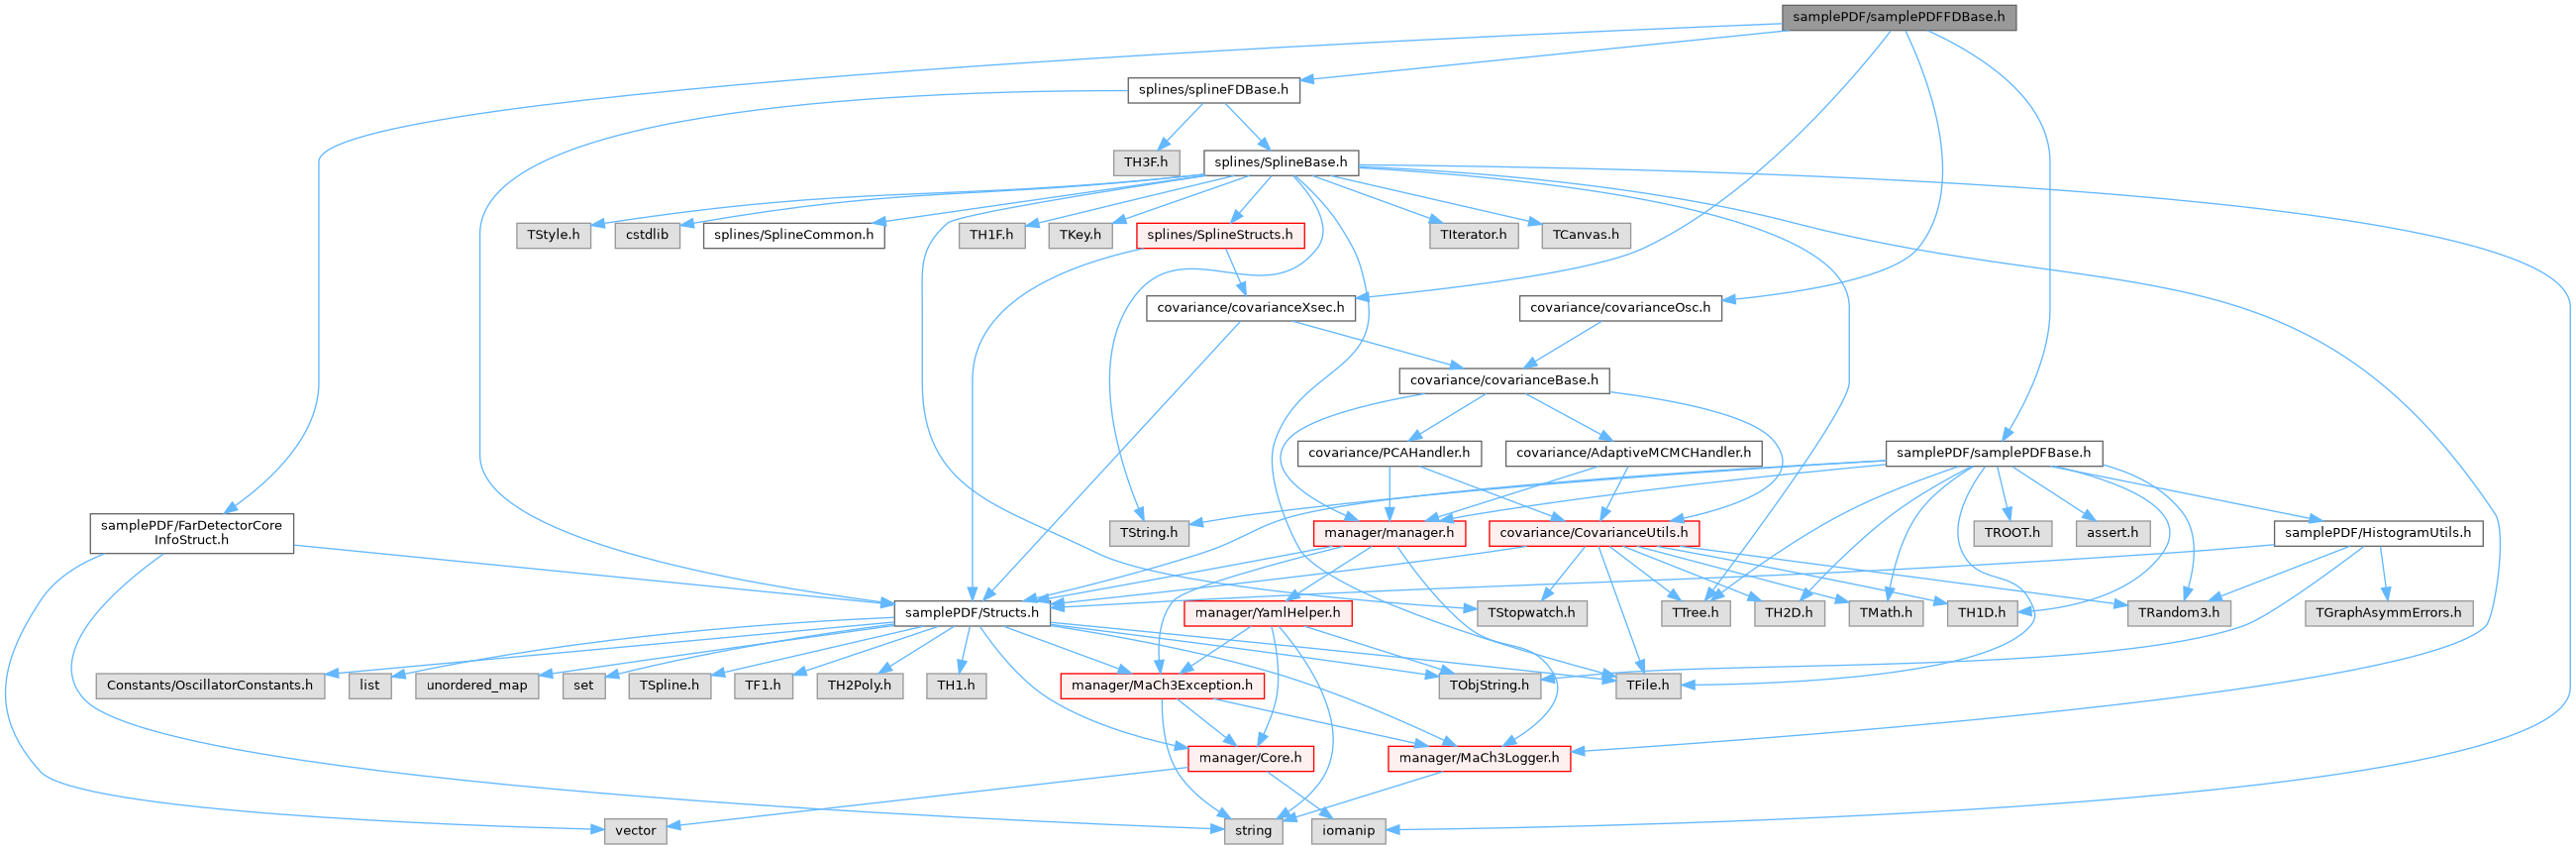 samplePDF/samplePDFFDBase.h
splines/splineFDBase.h
TH3F.h
splines/SplineBase.h
TStyle.h
cstdlib
splines/SplineCommon.h
TH1F.h
TKey.h
splines/SplineStructs.h
TIterator.h
TCanvas.h
covariance/covarianceXsec.h
covariance/covarianceOsc.h
covariance/covarianceBase.h
covariance/PCAHandler.h
covariance/AdaptiveMCMCHandler.h
samplePDF/samplePDFBase.h
samplePDF/FarDetectorCore
InfoStruct.h
TString.h
manager/manager.h
covariance/CovarianceUtils.h
TROOT.h
assert.h
samplePDF/HistogramUtils.h
samplePDF/Structs.h
manager/YamlHelper.h
TStopwatch.h
TTree.h
TH2D.h
TMath.h
TH1D.h
TRandom3.h
TGraphAsymmErrors.h
Constants/OscillatorConstants.h
list
unordered_map
set
TSpline.h
TF1.h
TH2Poly.h
TH1.h
manager/MaCh3Exception.h
TObjString.h
TFile.h
manager/Core.h
manager/MaCh3Logger.h
vector
string
iomanip